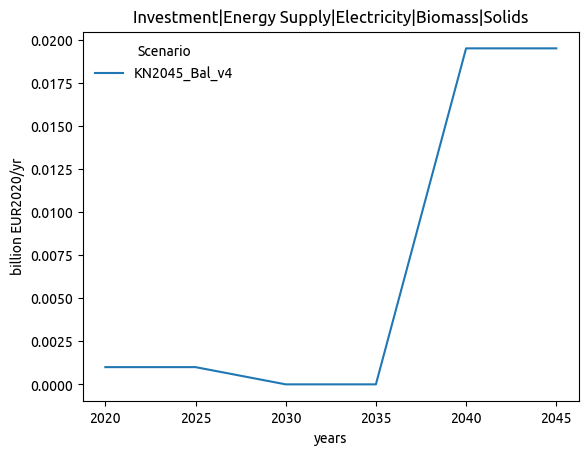 Investment|Energy Supply|Electricity|Biomass|Solids
Scenario
KN2045_Bal_v4
billion EUR2020/yr
0.0200
0.0175
0.0150
0.0125
0.0100
0.0075
0.0050
0.0025
0.0000
2020 2025 2030 2035 2040 2045
years